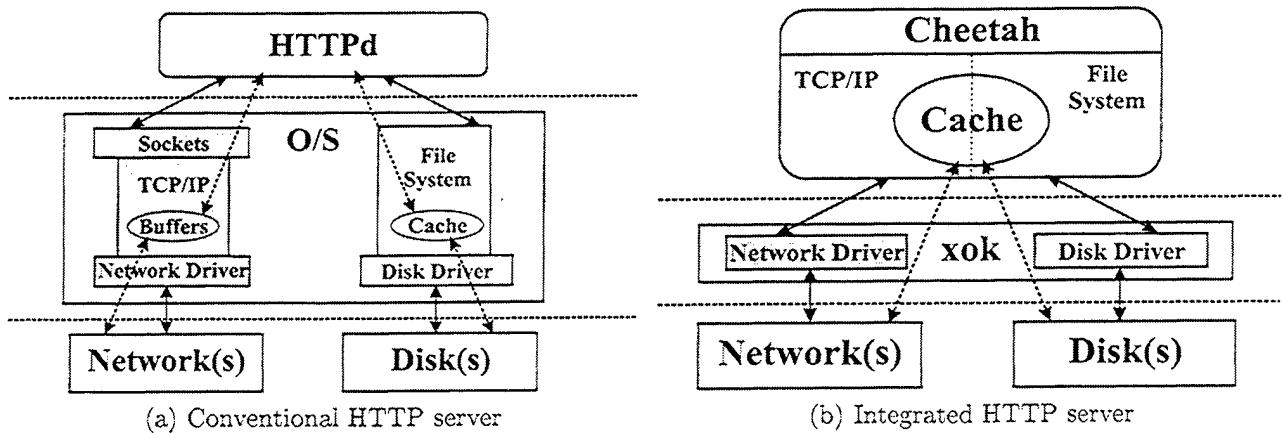 HTTPd
O/S
Sockets
TCP/IP
Buffers
Network Driver
File
System
Cache
Disk Driver
Network(s)
Disk(s)
(a) Conventional HTTP server
Cheetah
TCP/IP
File
System
Cache
Network Driver
xok
Disk Driver
Network(s)
Disk(s)
(b) Integrated HTTP server